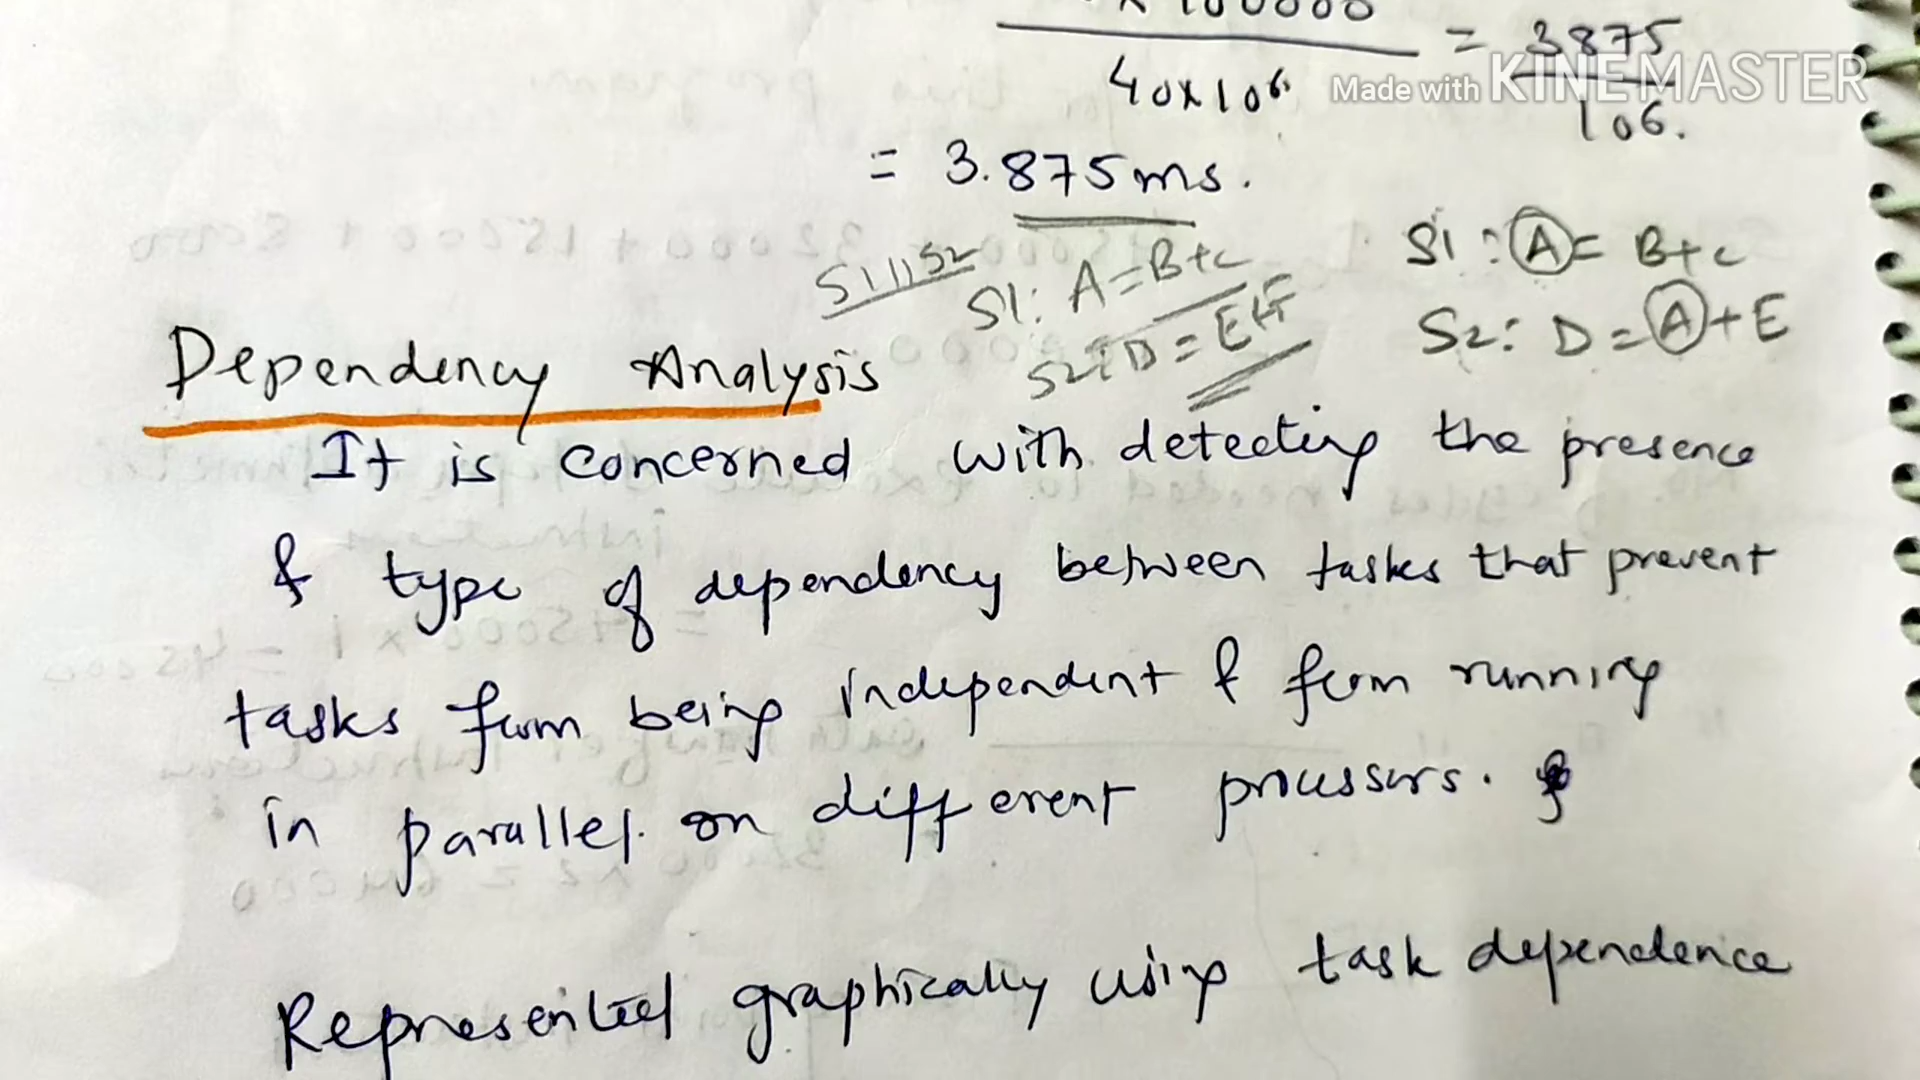 x 100000 = 3875
40x10⁶ 106.
Made with KINEMASTER
= 3.875ms.
S1 || S2
S1: A=B+c
S2: D=E+F
S1: A= B+c
S2: D=A+E
Dependency Analysis
It is concerned with detecting the presence
& type of dependency between tasks that prevent
tasks from being independent & from running
in parallel. on different processors.
Represented graphically using task dependence